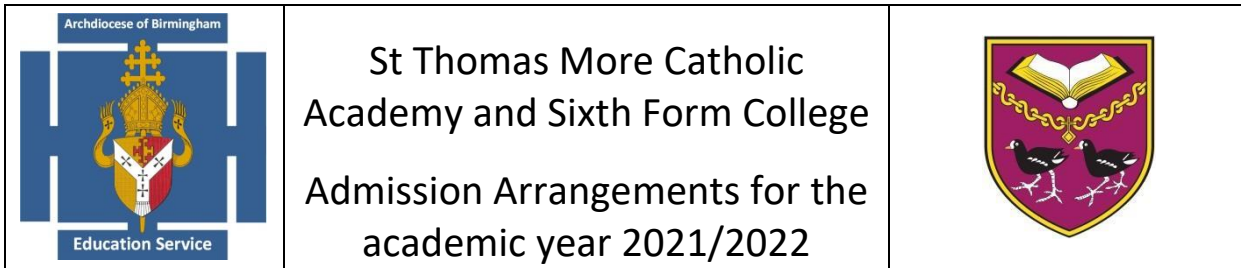 Archdiocese of Birmingham
Education Service
St Thomas More Catholic
Academy and Sixth Form College
Admission Arrangements for the
academic year 2021/2022